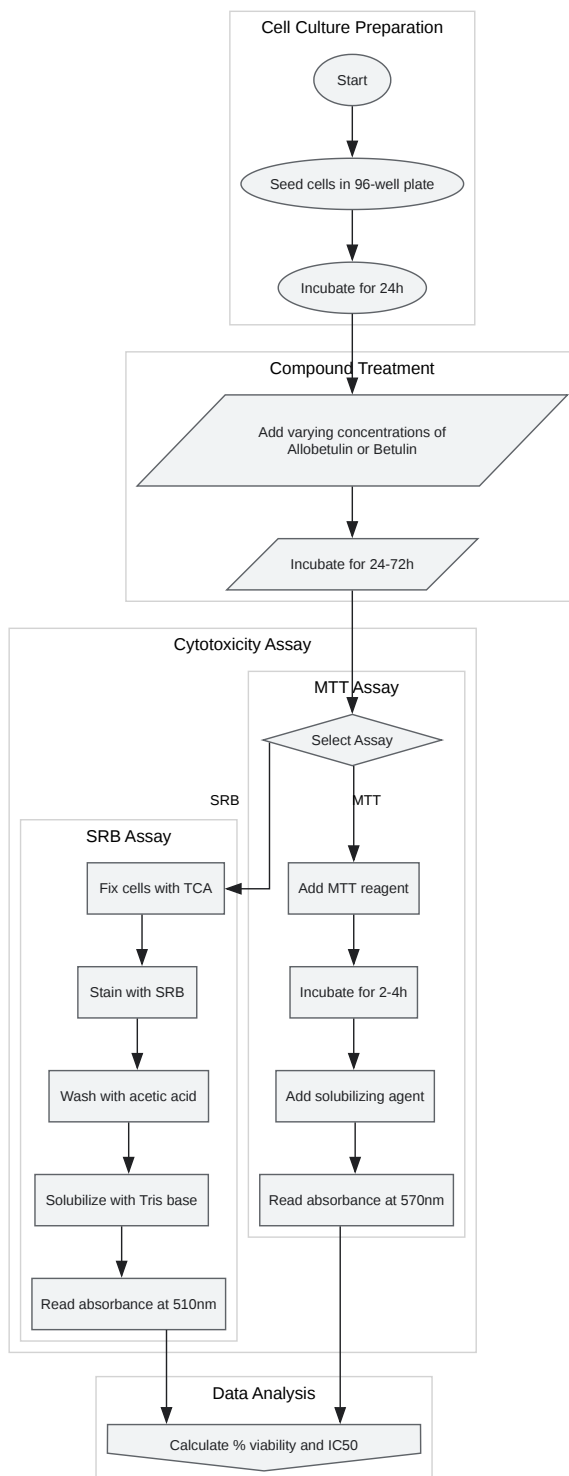 Cell Culture Preparation
Start
Seed cells in 96-well plate
Incubate for 24h
Compound Treatment
Add varying concentrations of
Allobetulin or Betulin
Incubate for 24-72h
Cytotoxicity Assay
MTT Assay
Select Assay
SRB
MTT
SRB Assay
Fix cells with TCA
Stain with SRB
Wash with acetic acid
Solubilize with Tris base
Read absorbance at 510nm
Add MTT reagent
Incubate for 2-4h
Add solubilizing agent
Read absorbance at 570nm
Data Analysis
Calculate % viability and IC50